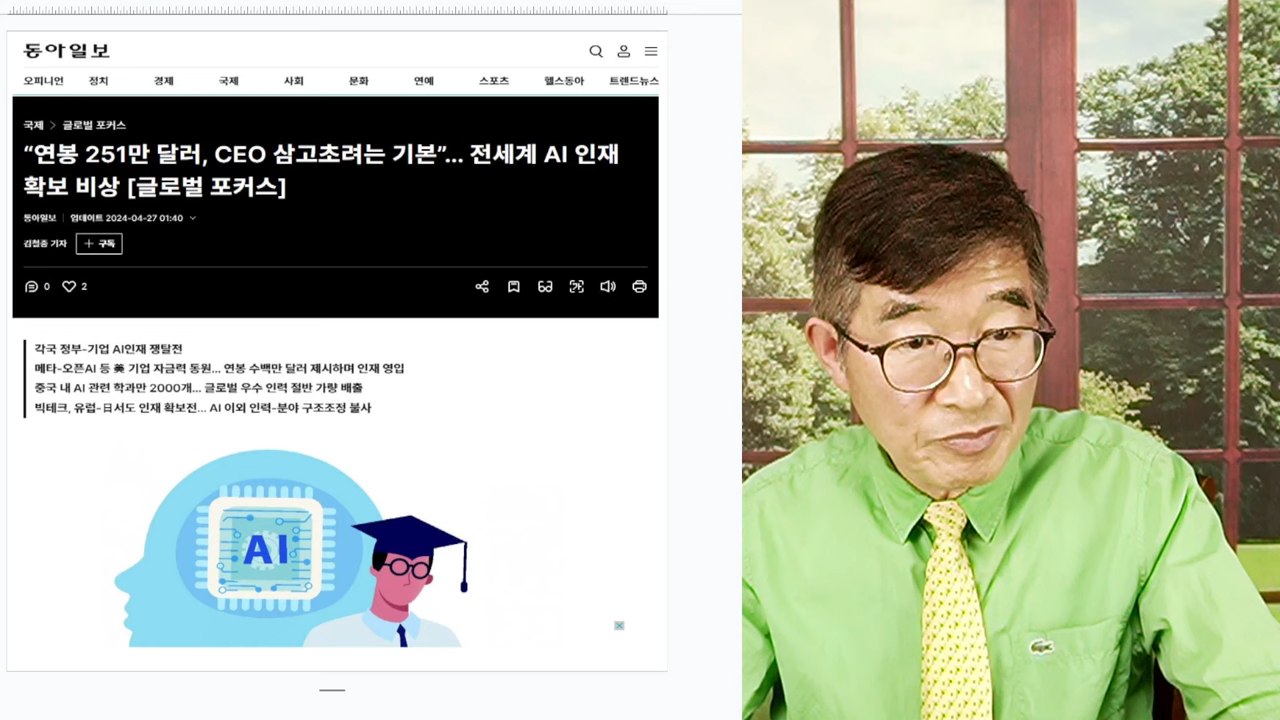 동아일보
오피니언 정치 경제 국제 사회 문화 연예 스포츠 헬스동아 트렌드뉴스
국제 > 글로벌 포커스
“연봉 251만 달러, CEO 삼고초려는 기본”… 전세계 AI 인재
확보 비상 [글로벌 포커스]
동아일보 | 업데이트 2024-04-27 01:40
김철중 기자 + 구독
0 2
각국 정부-기업 AI인재 쟁탈전
메타-오픈AI 등 美 기업 자금력 동원… 연봉 수백만 달러 제시하며 인재 영입
중국 내 AI 관련 학과만 2000개… 글로벌 우수 인력 절반 가량 배출
빅테크, 유럽-日서도 인재 확보전… AI 이외 인력-분야 구조조정 불사
AI